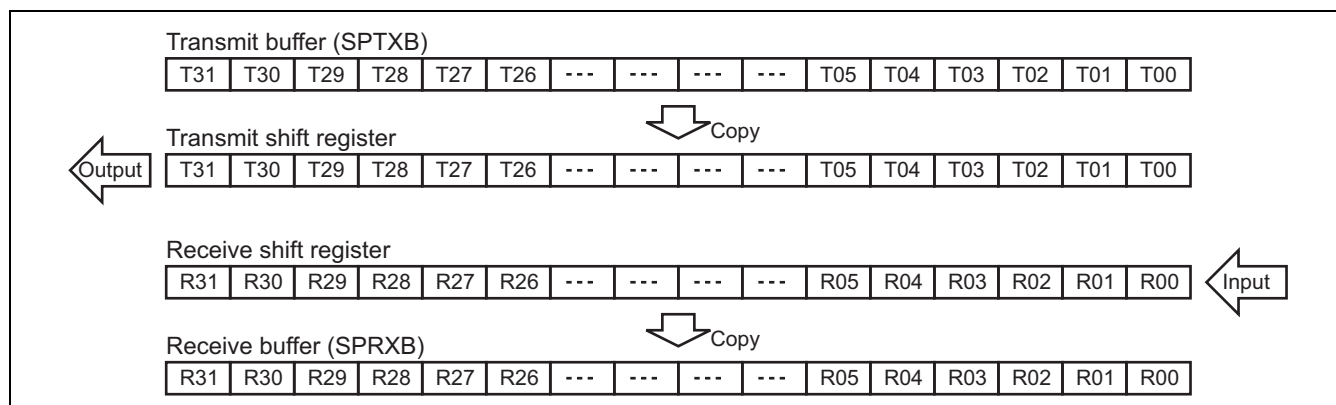 Transmit buffer (SPTXB)
T31 T30 T29 T28 T27 T26 --- --- --- --- T05 T04 T03 T02 T01 T00
Copy
Transmit shift register
Output T31 T30 T29 T28 T27 T26 --- --- --- --- T05 T04 T03 T02 T01 T00
Receive shift register
R31 R30 R29 R28 R27 R26 --- --- --- --- R05 R04 R03 R02 R01 R00 Input
Copy
Receive buffer (SPRXB)
R31 R30 R29 R28 R27 R26 --- --- --- --- R05 R04 R03 R02 R01 R00